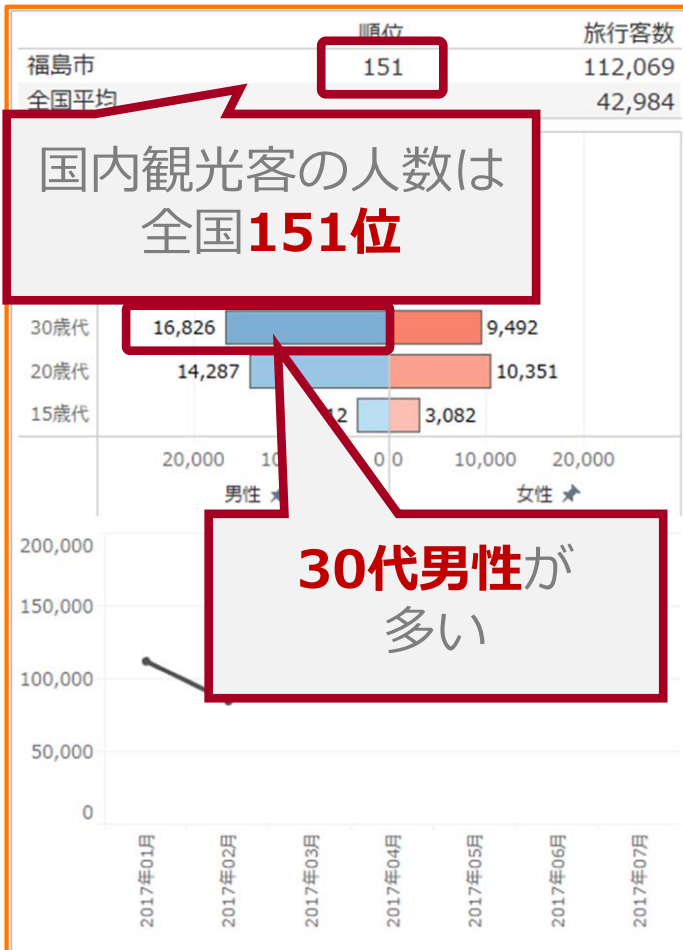 順位 旅行客数
福島市 151 112,069
全国平均 42,984
国内観光客の人数は
全国151位
30歳代 16,826 9,492
20歳代 14,287 10,351
15歳代 12 3,082
20,000 10 0 0 10,000 20,000
男性 女性
30代男性が
多い
200,000
150,000
100,000
50,000
0
2017年01月
2017年02月
2017年03月
2017年04月
2017年05月
2017年06月
2017年07月